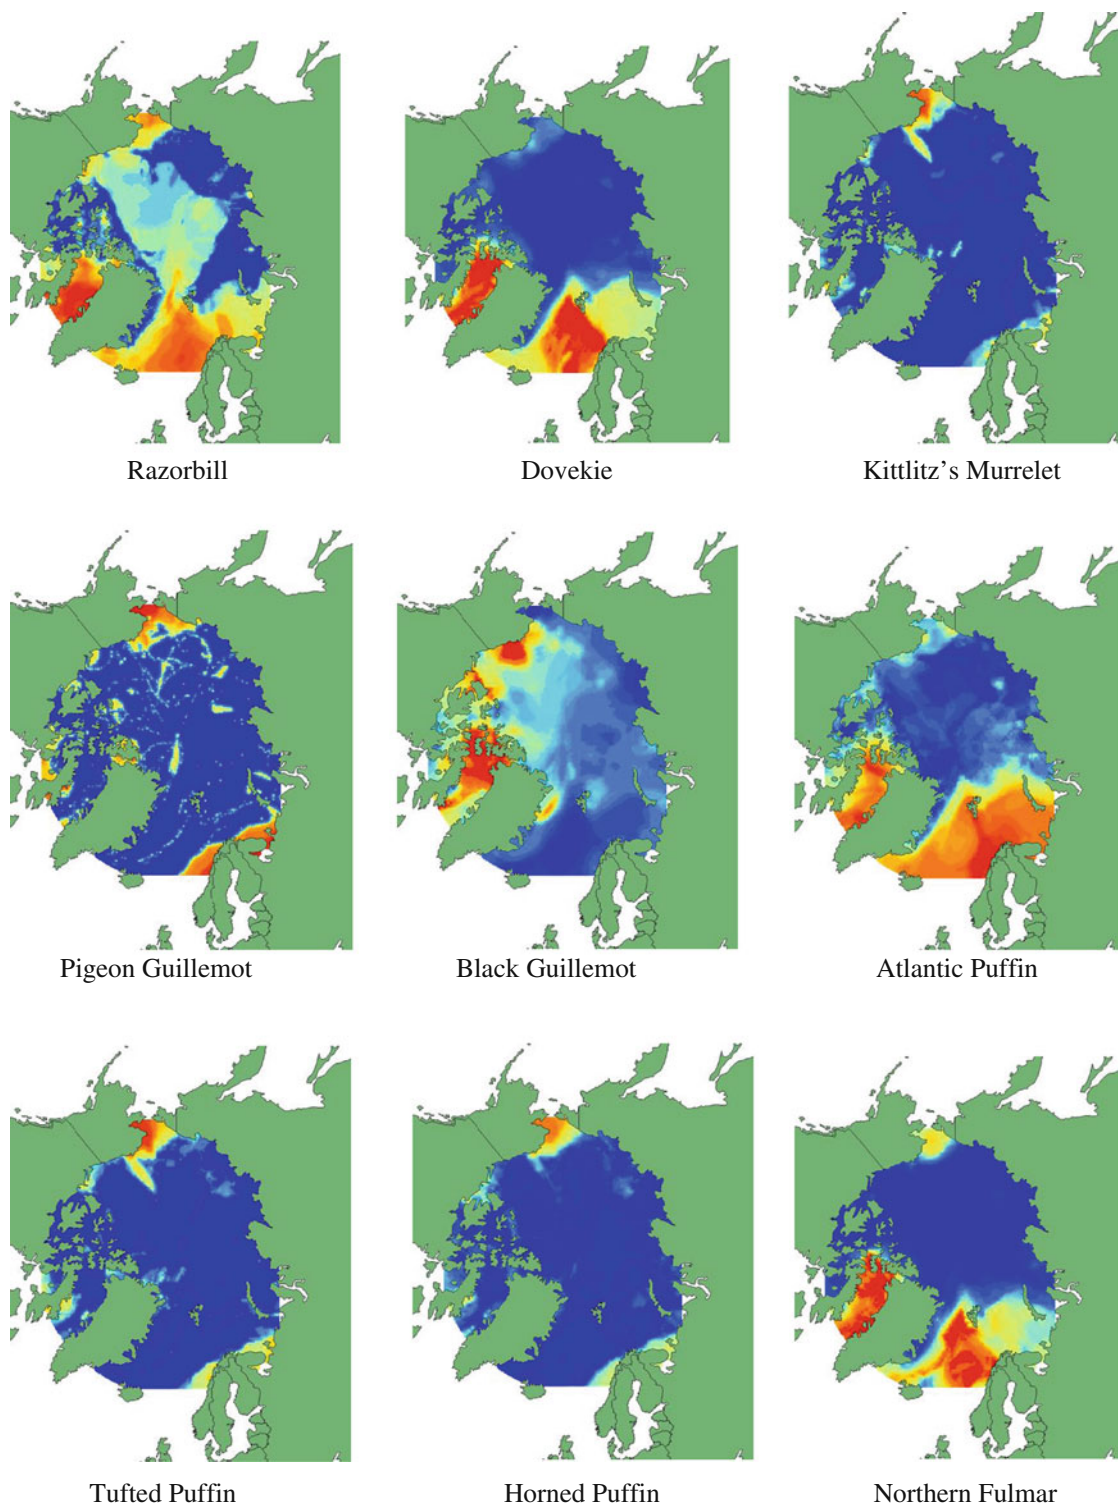 Razorbill
Dovekie
Kittlitz’s Murrelet
Pigeon Guillemot
Black Guillemot
Atlantic Puffin
Tufted Puffin
Horned Puffin
Northern Fulmar